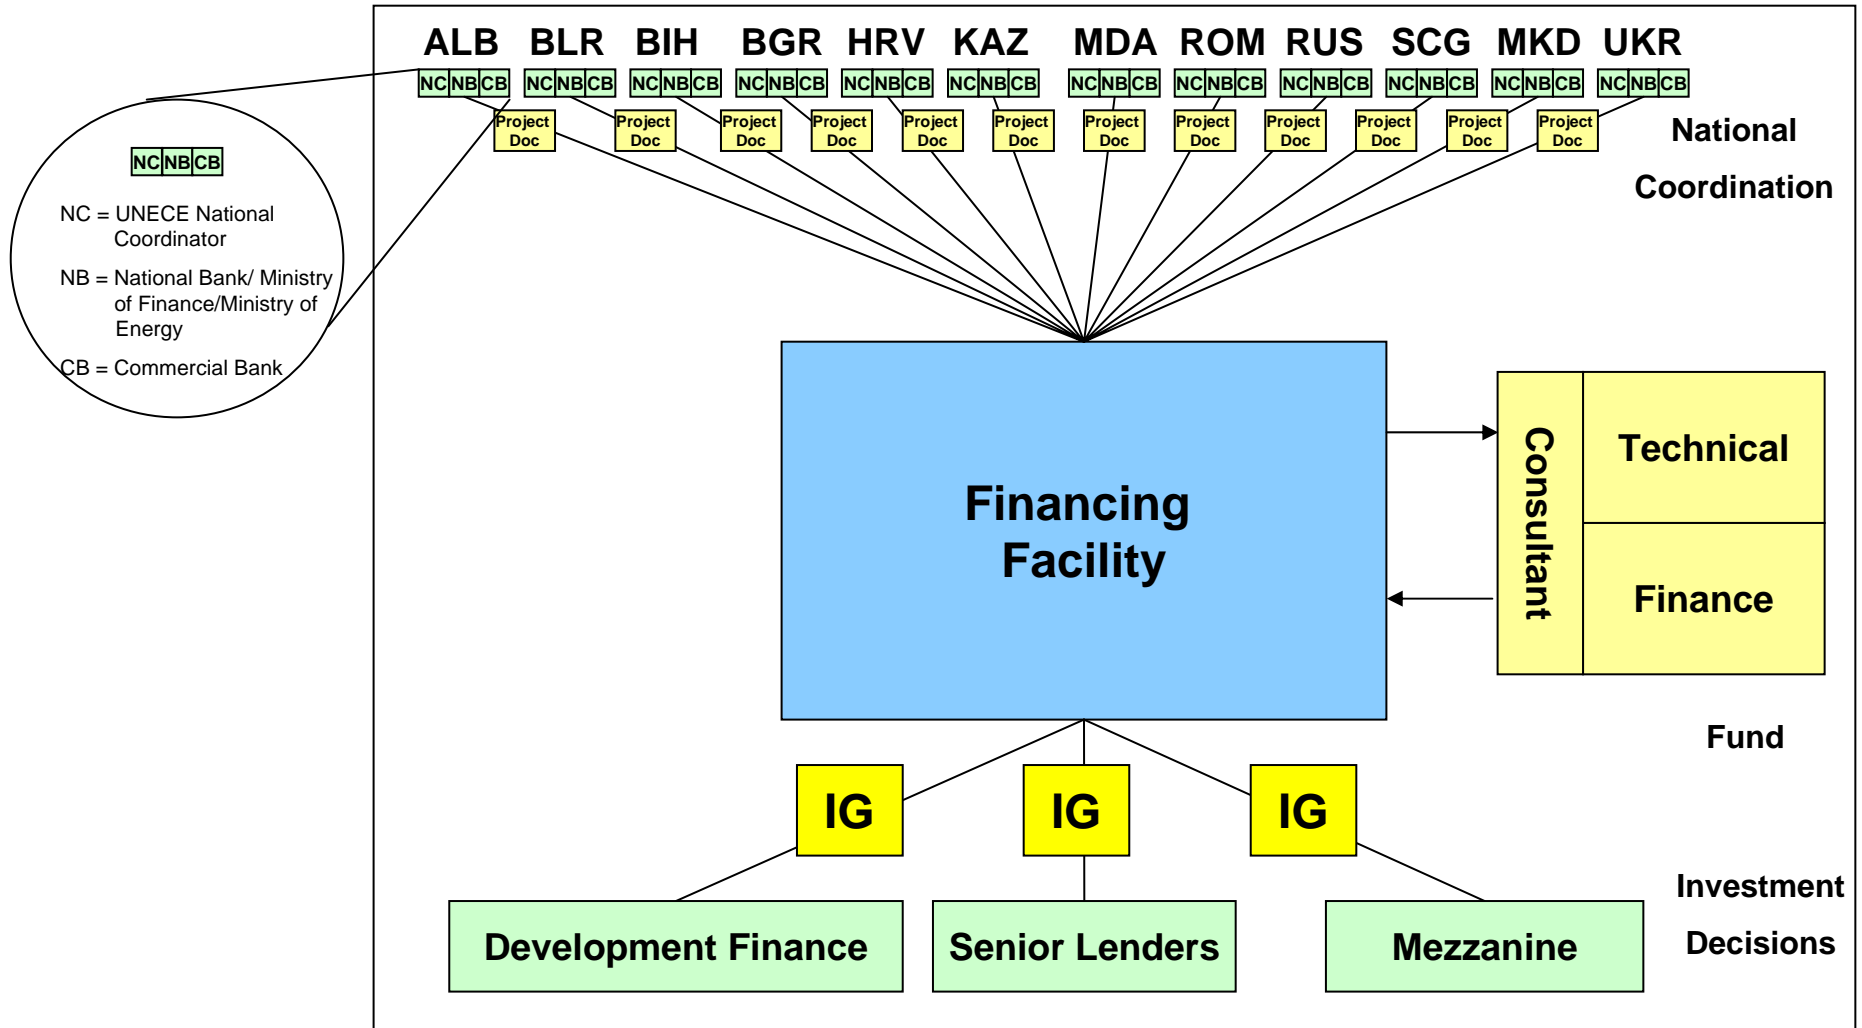 ALB BLR BIH BGR HRV KAZ MDA ROM RUS SCG MKD UKR
NC NB CB NC NB CB NC NB CB NC NB CB NC NB CB NC NB CB NC NB CB NC NB CB NC NB CB NC NB CB NC NB CB NC NB CB
Project Project Project Project Project Project Project Project Project Project Project Project
Doc Doc Doc Doc Doc Doc Doc Doc Doc Doc Doc Doc
National
Coordination
NC NB CB
NC = UNECE National
Coordinator
NB = National Bank/ Ministry
of Finance/Ministry of
Energy
CB = Commercial Bank
Financing
Facility
Consultant
Technical
Finance
Fund
IG IG IG
Investment
Decisions
Development Finance Senior Lenders Mezzanine